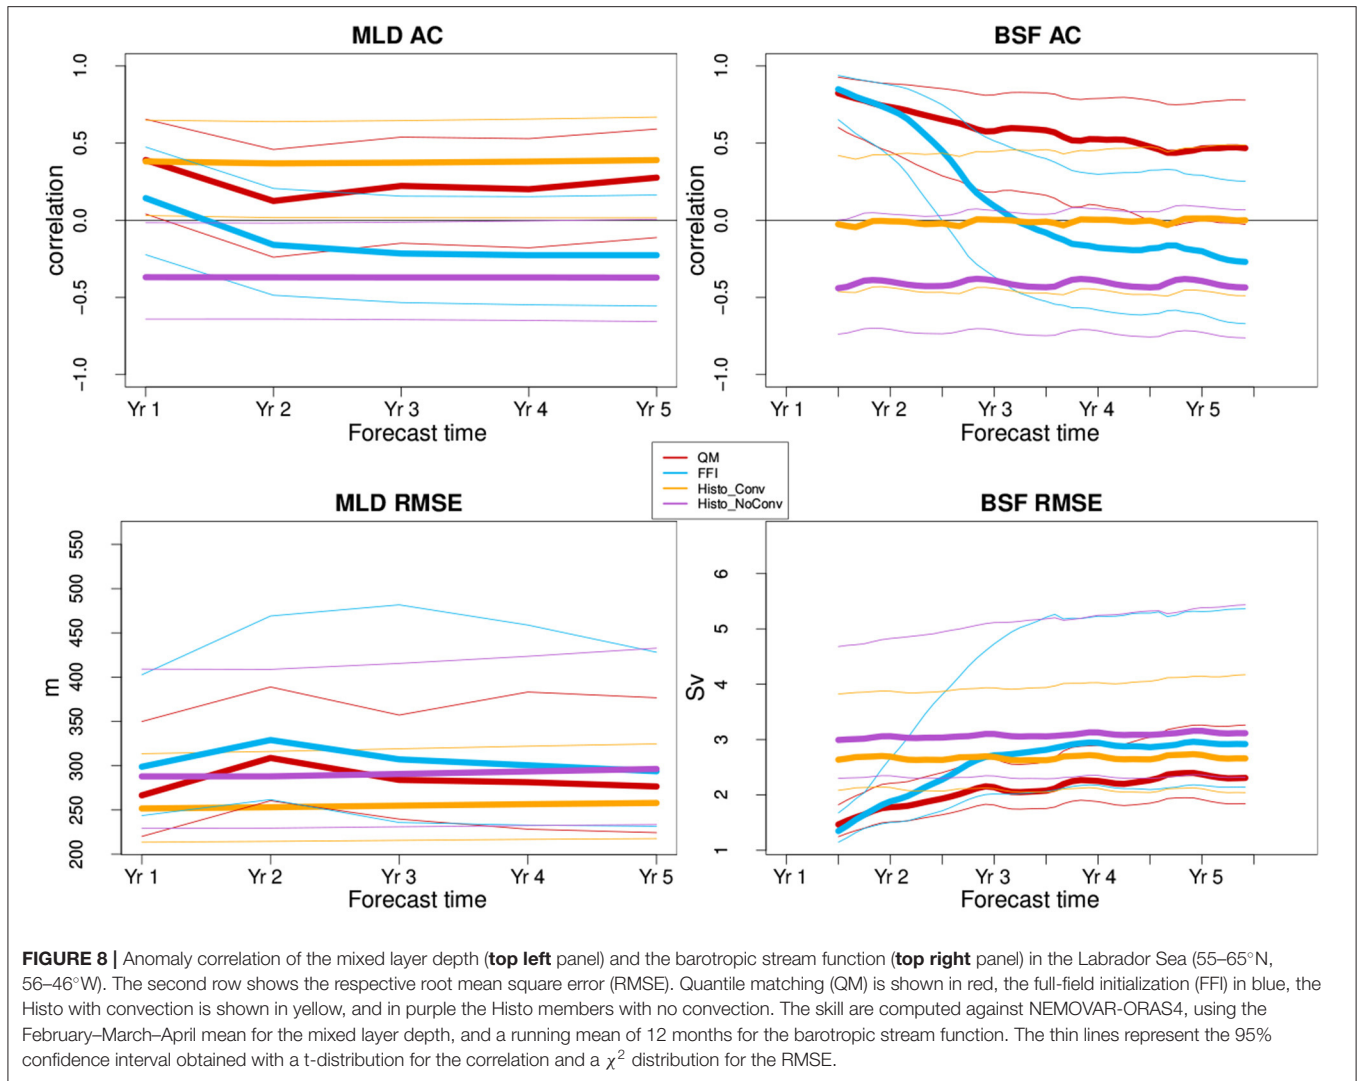 MLD AC
BSF AC
correlation
1.0
0.5
0.0
−0.5
−1.0
Yr 1 Yr 2 Yr 3 Yr 4 Yr 5
Forecast time
correlation
1.0
0.5
0.0
−0.5
−1.0
Yr 1 Yr 2 Yr 3 Yr 4 Yr 5
Forecast time
QM
FFI
Histo_Conv
Histo_NoConv
MLD RMSE
BSF RMSE
m
550
500
450
400
350
300
250
200
Yr 1 Yr 2 Yr 3 Yr 4 Yr 5
Forecast time
Sv
6
5
4
3
2
1
Yr 1 Yr 2 Yr 3 Yr 4 Yr 5
Forecast time
FIGURE 8 | Anomaly correlation of the mixed layer depth (top left panel) and the barotropic stream function (top right panel) in the Labrador Sea (55–65°N,
56–46°W). The second row shows the respective root mean square error (RMSE). Quantile matching (QM) is shown in red, the full-field initialization (FFI) in blue, the
Histo with convection is shown in yellow, and in purple the Histo members with no convection. The skill are computed against NEMOVAR-ORAS4, using the
February–March–April mean for the mixed layer depth, and a running mean of 12 months for the barotropic stream function. The thin lines represent the 95%
confidence interval obtained with a t-distribution for the correlation and a χ² distribution for the RMSE.